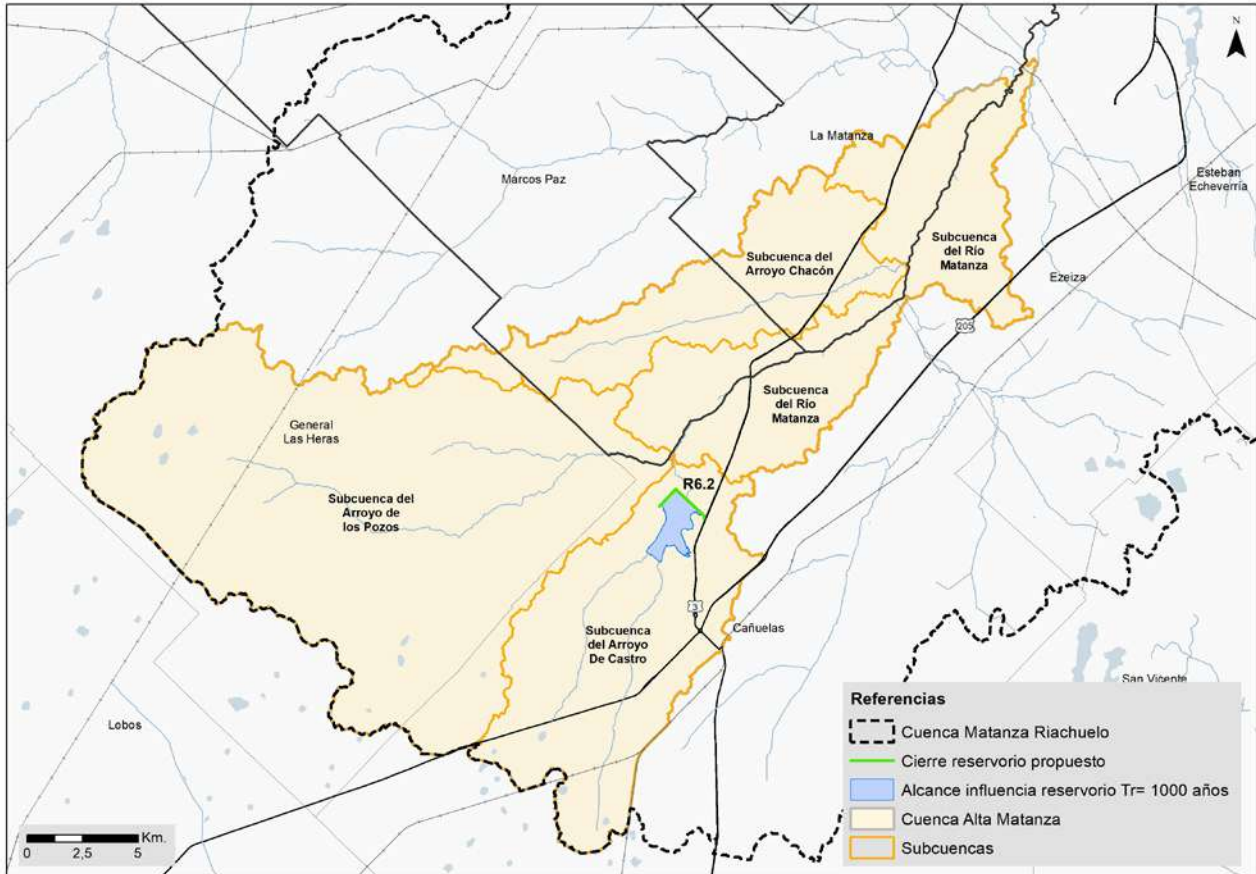 N
La Matanza
Marcos Paz
Esteban
Echeverría
Subcuenca
del Río
Matanza
Subcuenca del
Arroyo Chacón
Ezeiza
205
Subcuenca
del Río
Matanza
General
Las Heras
R6.2
Subcuenca del
Arroyo de
los Pozos
3
Subcuenca
del Arroyo
De Castro
Cañuelas
San Vicente
Lobos
Referencias
Cuenca Matanza Riachuelo
Cierre reservorio propuesto
Alcance influencia reservorio Tr= 1000 años
Cuenca Alta Matanza
Subcuencas
Km.
0 2,5 5